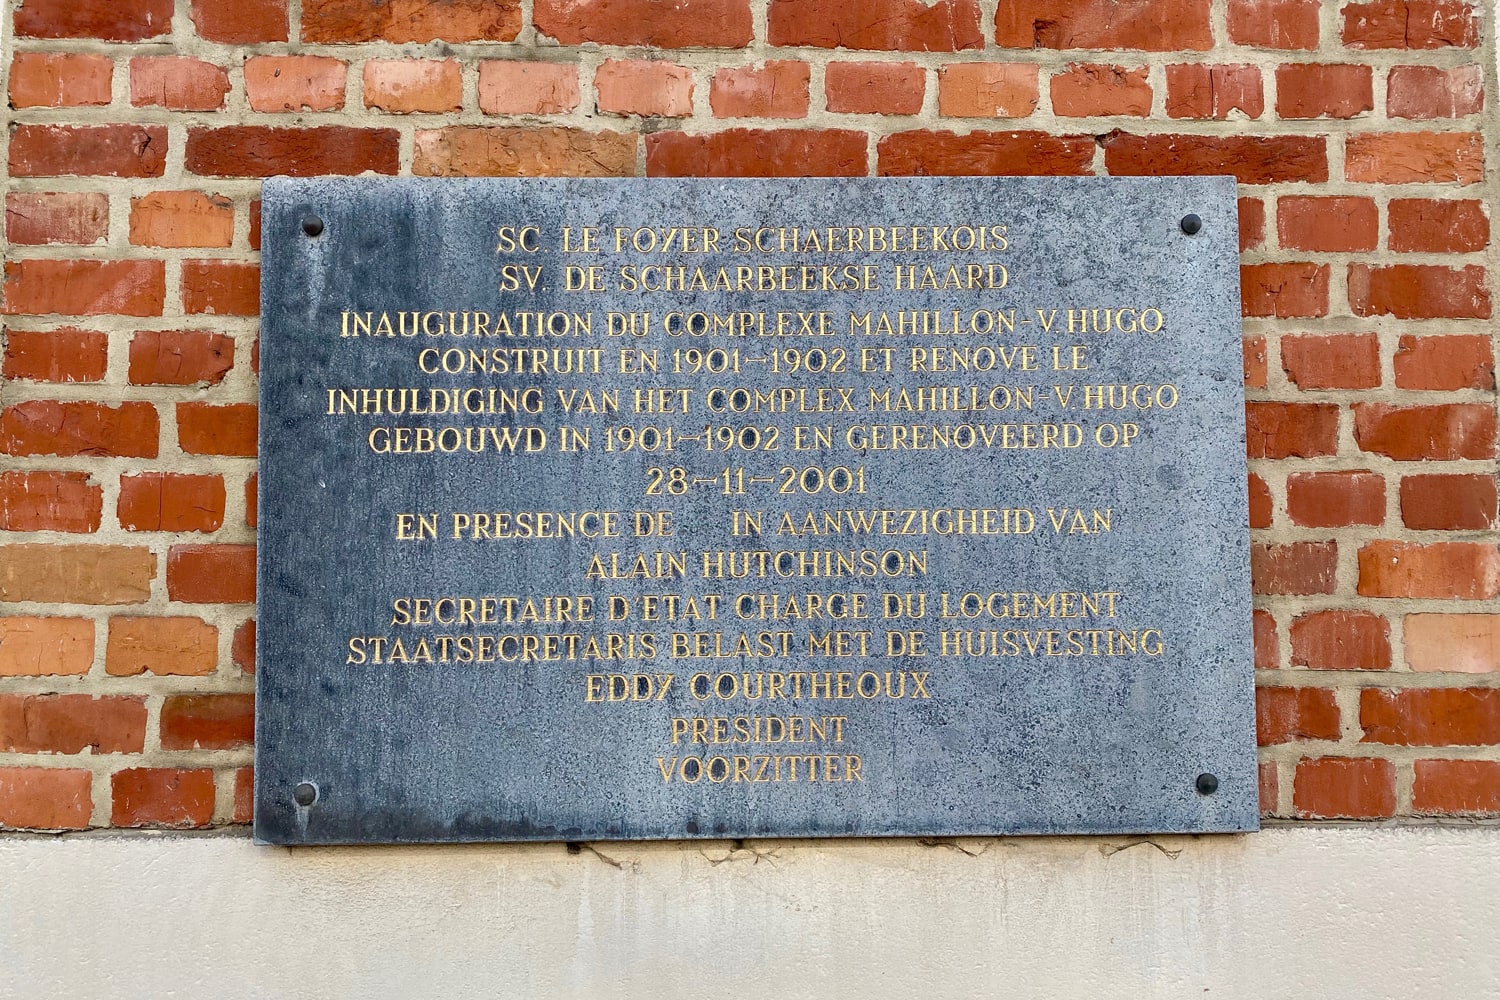 SC. LE FOYER SCHAERBEEKOIS
SV. DE SCHAARBEEKSE HAARD
INAUGURATION DU COMPLEXE MAHILLON-V.HUGO
CONSTRUIT EN 1901-1902 ET RENOVE LE
INHULDIGING VAN HET COMPLEX MAHILLON-V.HUGO
GEBOUWD IN 1901-1902 EN GERENOVEERD OP
28-11-2001
EN PRESENCE DE IN AANWEZIGHEID VAN
ALAIN HUTCHINSON
SECRETAIRE D'ETAT CHARGE DU LOGEMENT
STAATSECRETARIS BELAST MET DE HUISVESTING
EDDY COURTHEOUX
PRESIDENT
VOORZITTER